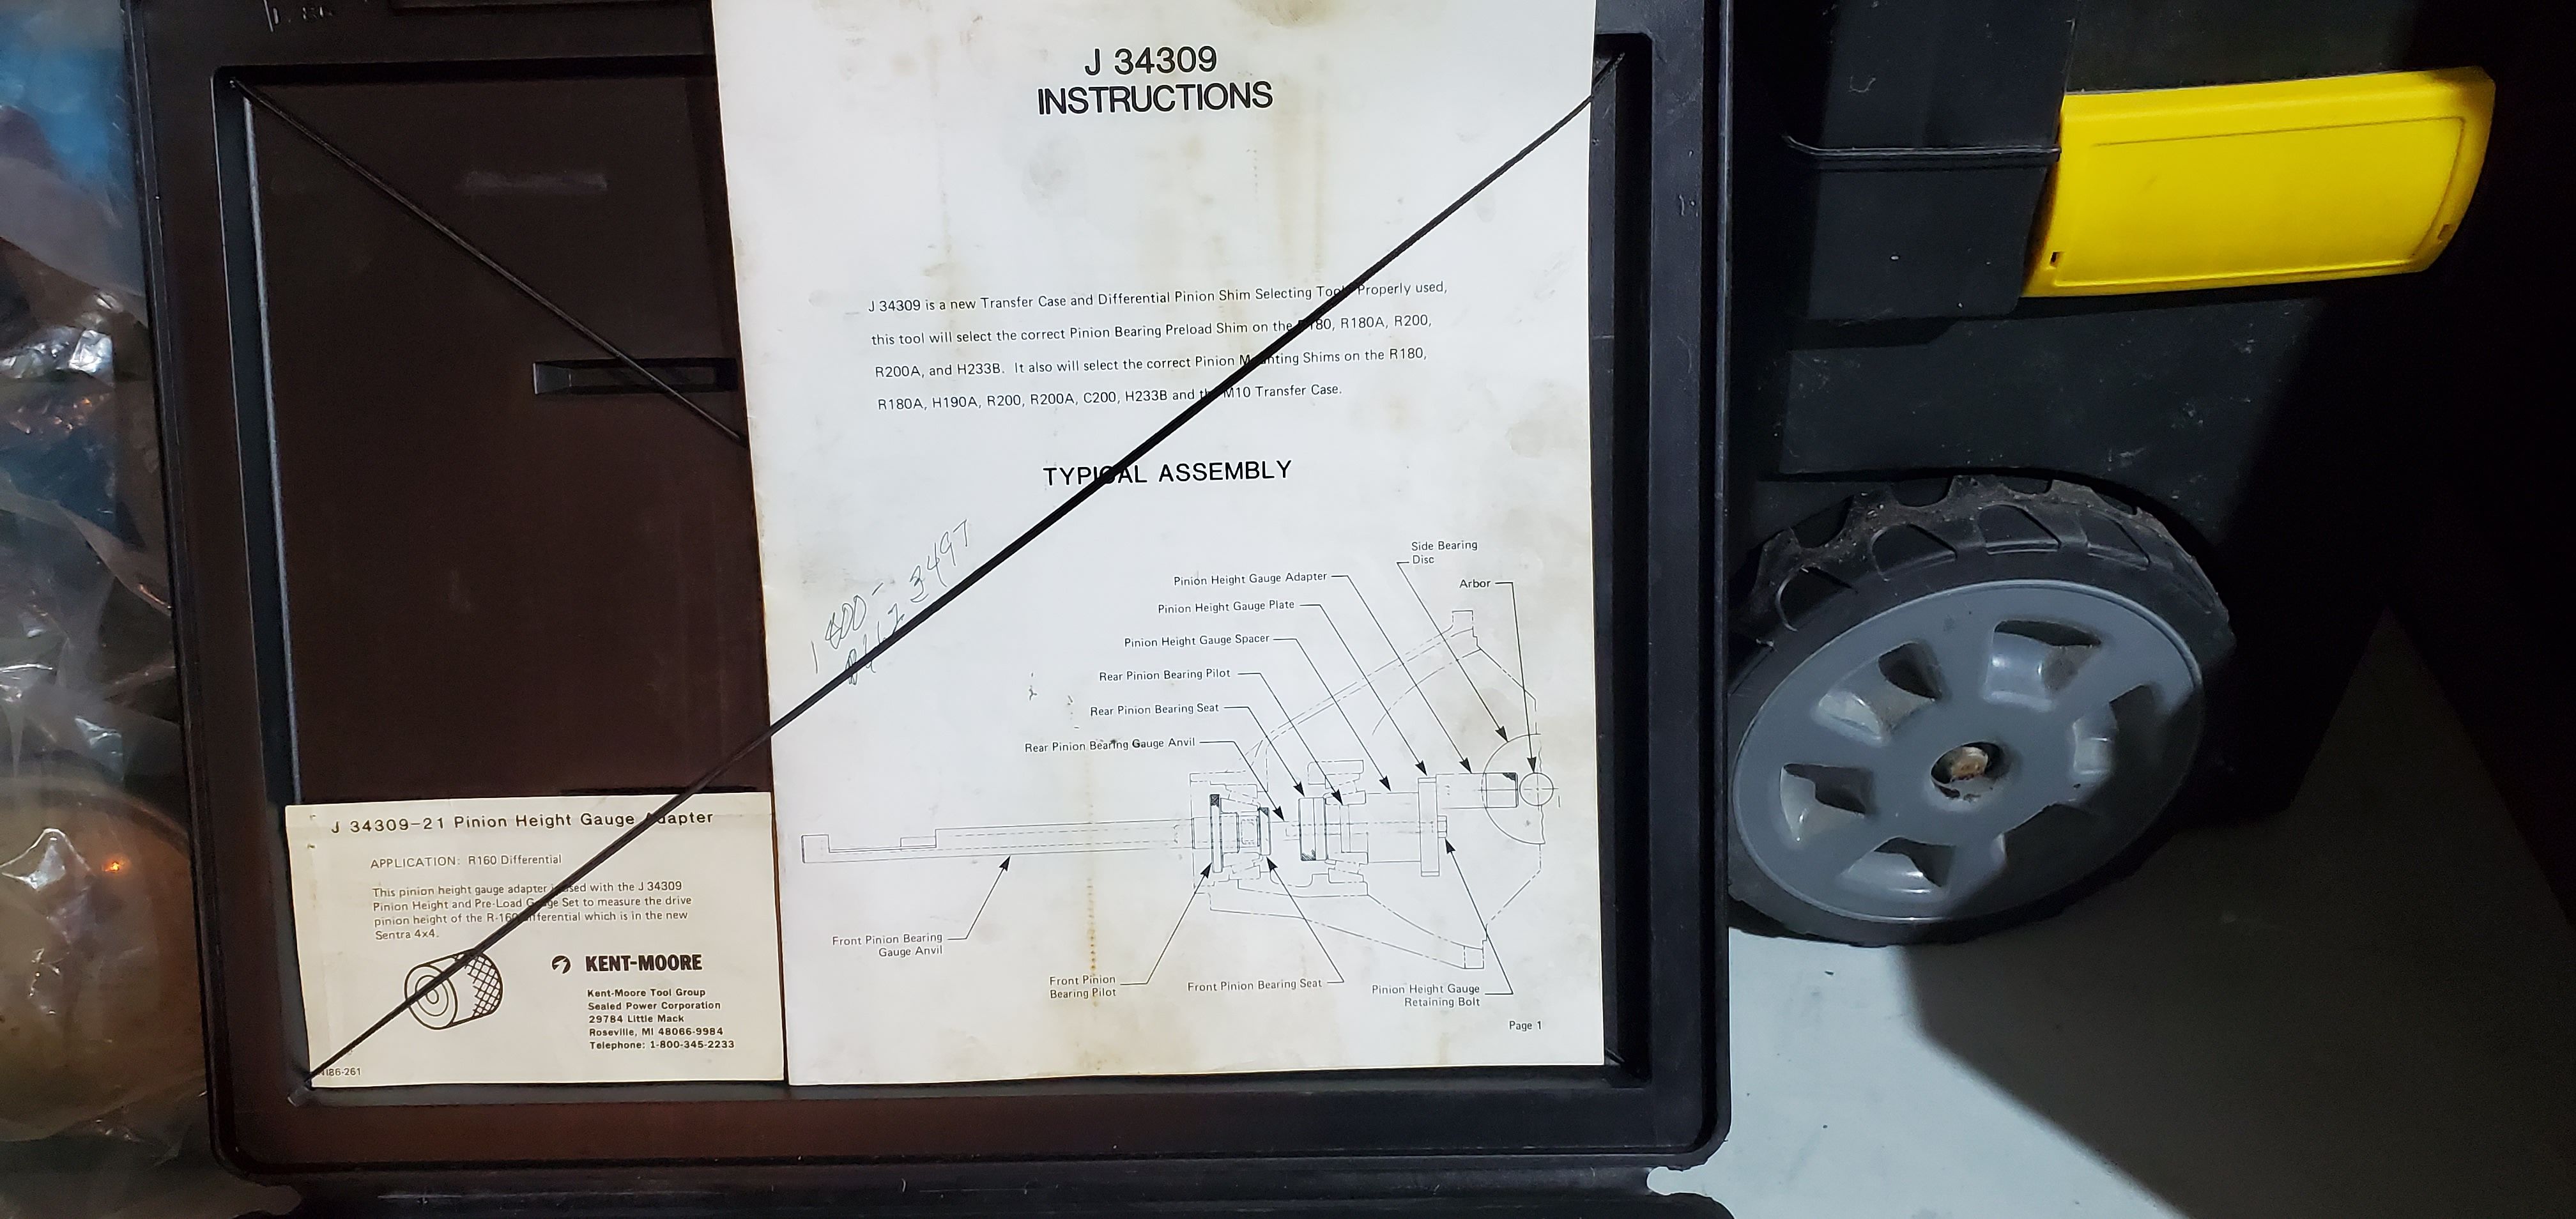 J 34309
INSTRUCTIONS
J 34309 is a new Transfer Case and Differential Pinion Shim Selecting Tool. Properly used,
this tool will select the correct Pinion Bearing Preload Shim on the R180, R180A, R200,
R200A, and H233B. It also will select the correct Pinion Mounting Shims on the R180,
R180A, H190A, R200, R200A, C200, H233B and the M10 Transfer Case.
TYPICAL ASSEMBLY
1800-
3497
Side Bearing
Disc
Pinion Height Gauge Adapter
Arbor
Pinion Height Gauge Plate
Pinion Height Gauge Spacer
Rear Pinion Bearing Pilot
Rear Pinion Bearing Seat
Rear Pinion Bearing Gauge Anvil
Front Pinion Bearing
Gauge Anvil
Front Pinion
Bearing Pilot
Front Pinion Bearing Seat
Pinion Height Gauge
Retaining Bolt
Page 1
J 34309-21 Pinion Height Gauge Adapter
APPLICATION: R160 Differential
This pinion height gauge adapter is used with the J 34309
Pinion Height and Pre-Load Gauge Set to measure the drive
pinion height of the R-160 differential which is in the new
Sentra 4x4.
KENT-MOORE
Kent-Moore Tool Group
Sealed Power Corporation
29784 Little Mack
Roseville, MI 48066-9984
Telephone: 1-800-345-2233